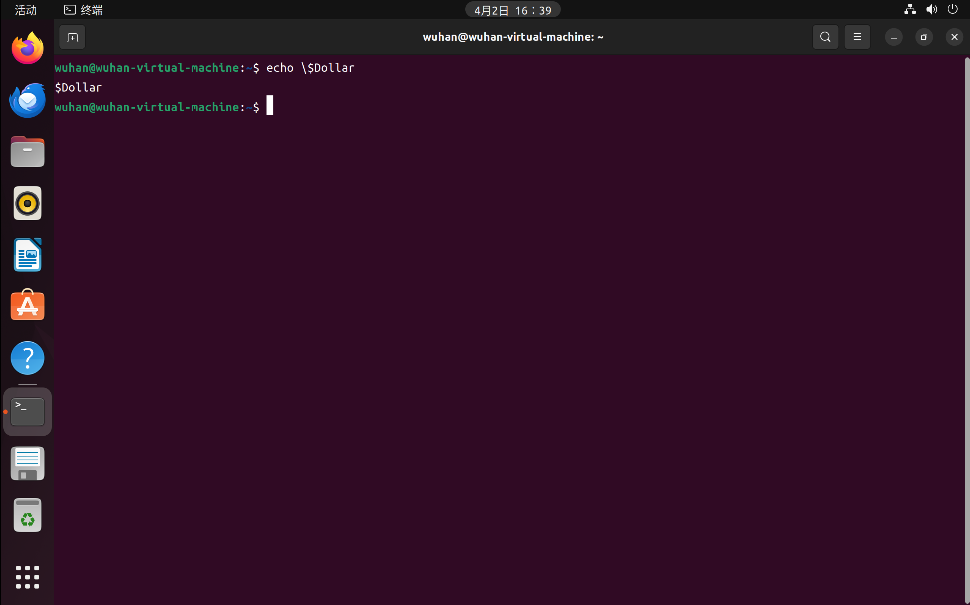 活动 终端 4月2日 16：39
wuhan@wuhan-virtual-machine: ~
wuhan@wuhan-virtual-machine:~$ echo \$Dollar
$Dollar
wuhan@wuhan-virtual-machine:~$